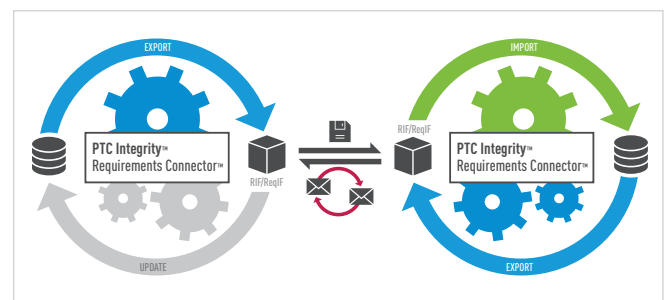 EXPORT
PTC Integrity™
Requirements Connector™
RIF/ReqIF
UPDATE
IMPORT
RIF/ReqIF
PTC Integrity™
Requirements Connector™
EXPORT